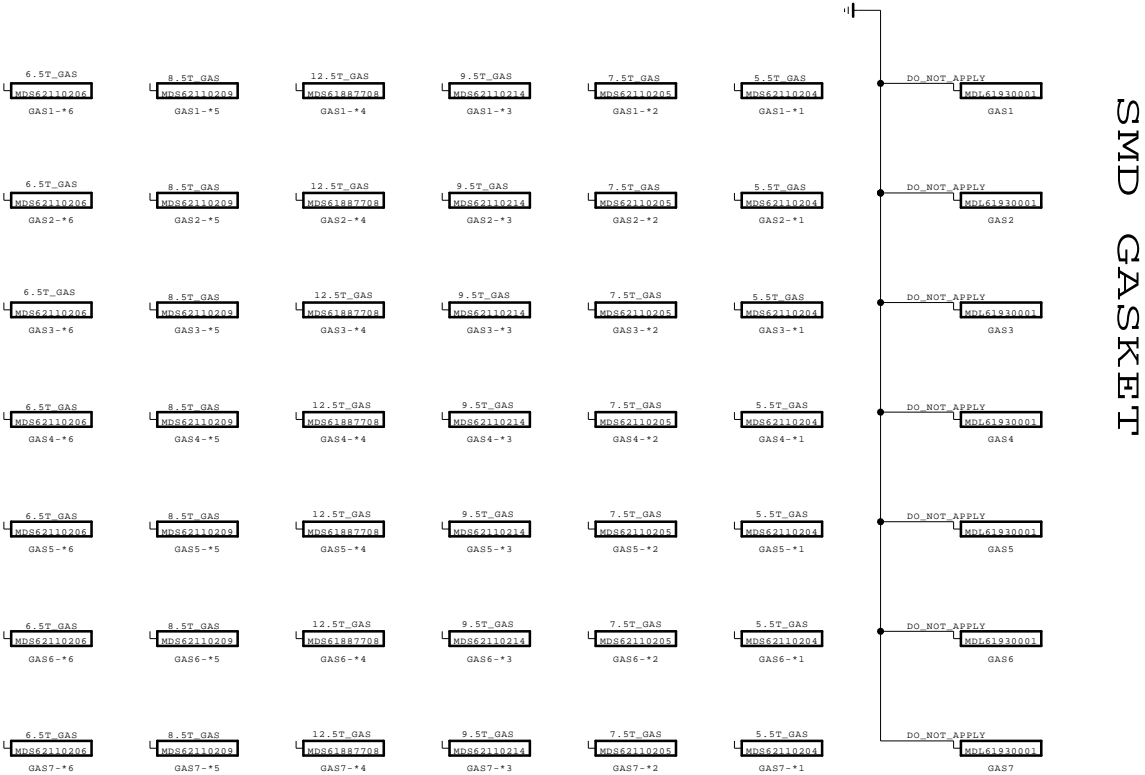 SMD GASKET
6.5T_GAS 8.5T_GAS 12.5T_GAS 9.5T_GAS 7.5T_GAS 5.5T_GAS DO_NOT_APPLY
MDS62110206 MDS62110209 MDS61887708 MDS62110214 MDS62110205 MDS62110204 MDL61930001
GAS1-*6 GAS1-*5 GAS1-*4 GAS1-*3 GAS1-*2 GAS1-*1 GAS1
6.5T_GAS 8.5T_GAS 12.5T_GAS 9.5T_GAS 7.5T_GAS 5.5T_GAS DO_NOT_APPLY
MDS62110206 MDS62110209 MDS61887708 MDS62110214 MDS62110205 MDS62110204 MDL61930001
GAS2-*6 GAS2-*5 GAS2-*4 GAS2-*3 GAS2-*2 GAS2-*1 GAS2
6.5T_GAS 8.5T_GAS 12.5T_GAS 9.5T_GAS 7.5T_GAS 5.5T_GAS DO_NOT_APPLY
MDS62110206 MDS62110209 MDS61887708 MDS62110214 MDS62110205 MDS62110204 MDL61930001
GAS3-*6 GAS3-*5 GAS3-*4 GAS3-*3 GAS3-*2 GAS3-*1 GAS3
6.5T_GAS 8.5T_GAS 12.5T_GAS 9.5T_GAS 7.5T_GAS 5.5T_GAS DO_NOT_APPLY
MDS62110206 MDS62110209 MDS61887708 MDS62110214 MDS62110205 MDS62110204 MDL61930001
GAS4-*6 GAS4-*5 GAS4-*4 GAS4-*3 GAS4-*2 GAS4-*1 GAS4
6.5T_GAS 8.5T_GAS 12.5T_GAS 9.5T_GAS 7.5T_GAS 5.5T_GAS DO_NOT_APPLY
MDS62110206 MDS62110209 MDS61887708 MDS62110214 MDS62110205 MDS62110204 MDL61930001
GAS5-*6 GAS5-*5 GAS5-*4 GAS5-*3 GAS5-*2 GAS5-*1 GAS5
6.5T_GAS 8.5T_GAS 12.5T_GAS 9.5T_GAS 7.5T_GAS 5.5T_GAS DO_NOT_APPLY
MDS62110206 MDS62110209 MDS61887708 MDS62110214 MDS62110205 MDS62110204 MDL61930001
GAS6-*6 GAS6-*5 GAS6-*4 GAS6-*3 GAS6-*2 GAS6-*1 GAS6
6.5T_GAS 8.5T_GAS 12.5T_GAS 9.5T_GAS 7.5T_GAS 5.5T_GAS DO_NOT_APPLY
MDS62110206 MDS62110209 MDS61887708 MDS62110214 MDS62110205 MDS62110204 MDL61930001
GAS7-*6 GAS7-*5 GAS7-*4 GAS7-*3 GAS7-*2 GAS7-*1 GAS7